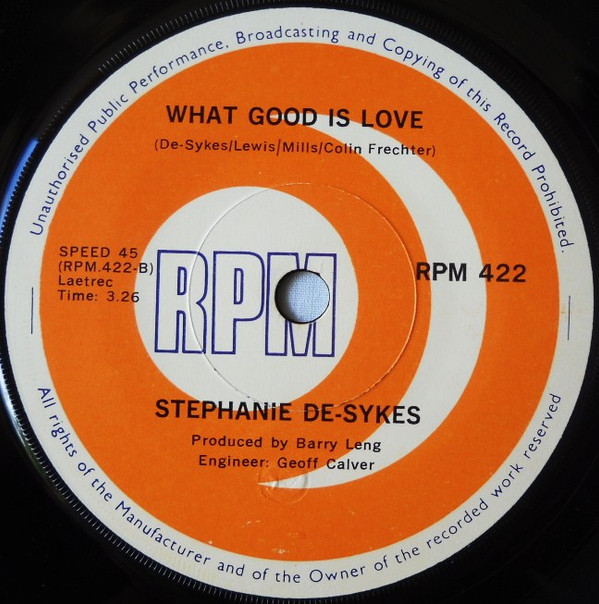 Unauthorised Public Performance, Broadcasting and Copying of this Record Prohibited.
WHAT GOOD IS LOVE
(De-Sykes/Lewis/Mills/Colin Frechter)
SPEED 45
(RPM.422-B)
Laetrec
Time: 3.26
RPM
RPM 422
STEPHANiE DE-SYKES
Produced by Barry Leng
Engineer: Geoff Calver
All rights of the Manufacturer and of the Owner of the recorded work reserved